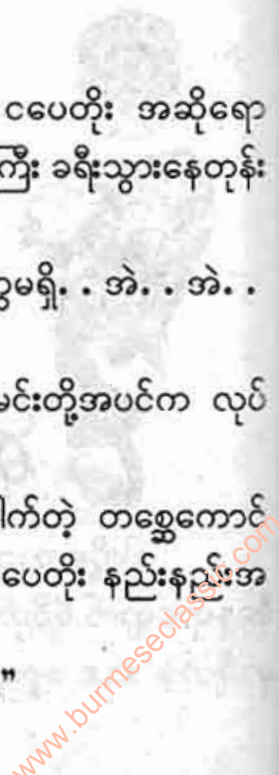 ငပေတိုး အဆိုရော
ကြီး ခရီးသွားနေတုန်း
မရှိ. . အဲ. . အဲ. .
မင်းတို့အပင်က လုပ်
ပေါက်တဲ့ တစ္ဆေကောင်
ပေတိုး နည်းနည်းအ
”
www.burmeseclassic.com